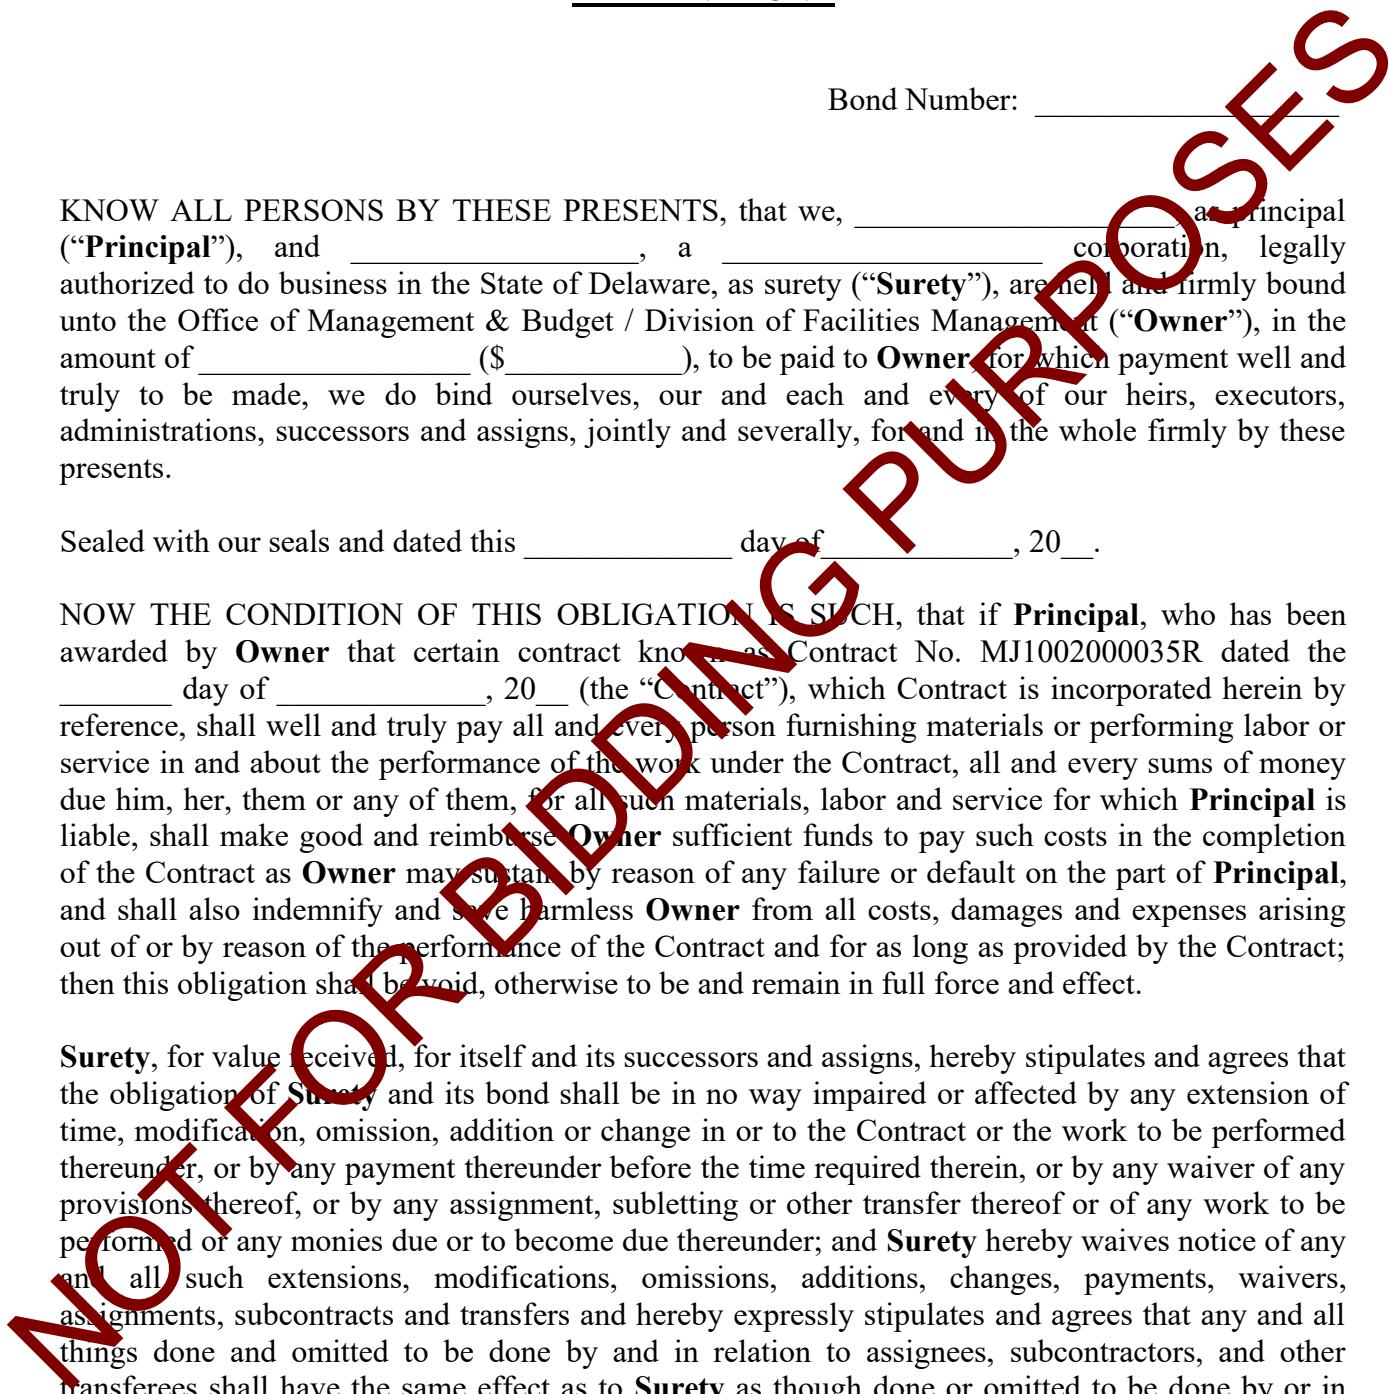 Bond Number: ___________________
KNOW ALL PERSONS BY THESE PRESENTS, that we, ____________________, as principal
(“Principal”), and __________________, a ____________________ corporation, legally
authorized to do business in the State of Delaware, as surety (“Surety”), are held and firmly bound
unto the Office of Management & Budget / Division of Facilities Management (“Owner”), in the
amount of _________________ ($___________), to be paid to Owner, for which payment well and
truly to be made, we do bind ourselves, our and each and every of our heirs, executors,
administrations, successors and assigns, jointly and severally, for and in the whole firmly by these
presents.
Sealed with our seals and dated this _____________ day of____________, 20__.
NOW THE CONDITION OF THIS OBLIGATION IS SUCH, that if Principal, who has been
awarded by Owner that certain contract known as Contract No. MJ1002000035R dated the
_______ day of _____________, 20__ (the “Contract”), which Contract is incorporated herein by
reference, shall well and truly pay all and every person furnishing materials or performing labor or
service in and about the performance of the work under the Contract, all and every sums of money
due him, her, them or any of them, for all such materials, labor and service for which Principal is
liable, shall make good and reimburse Owner sufficient funds to pay such costs in the completion
of the Contract as Owner may sustain by reason of any failure or default on the part of Principal,
and shall also indemnify and save harmless Owner from all costs, damages and expenses arising
out of or by reason of the performance of the Contract and for as long as provided by the Contract;
then this obligation shall be void, otherwise to be and remain in full force and effect.
Surety, for value received, for itself and its successors and assigns, hereby stipulates and agrees that
the obligation of Surety and its bond shall be in no way impaired or affected by any extension of
time, modification, omission, addition or change in or to the Contract or the work to be performed
thereunder, or by any payment thereunder before the time required therein, or by any waiver of any
provisions thereof, or by any assignment, subletting or other transfer thereof or of any work to be
performed or any monies due or to become due thereunder; and Surety hereby waives notice of any
and all such extensions, modifications, omissions, additions, changes, payments, waivers,
assignments, subcontracts and transfers and hereby expressly stipulates and agrees that any and all
things done and omitted to be done by and in relation to assignees, subcontractors, and other
transferees shall have the same effect as to Surety as though done or omitted to be done by or in
NOT FOR BIDDING PURPOSES